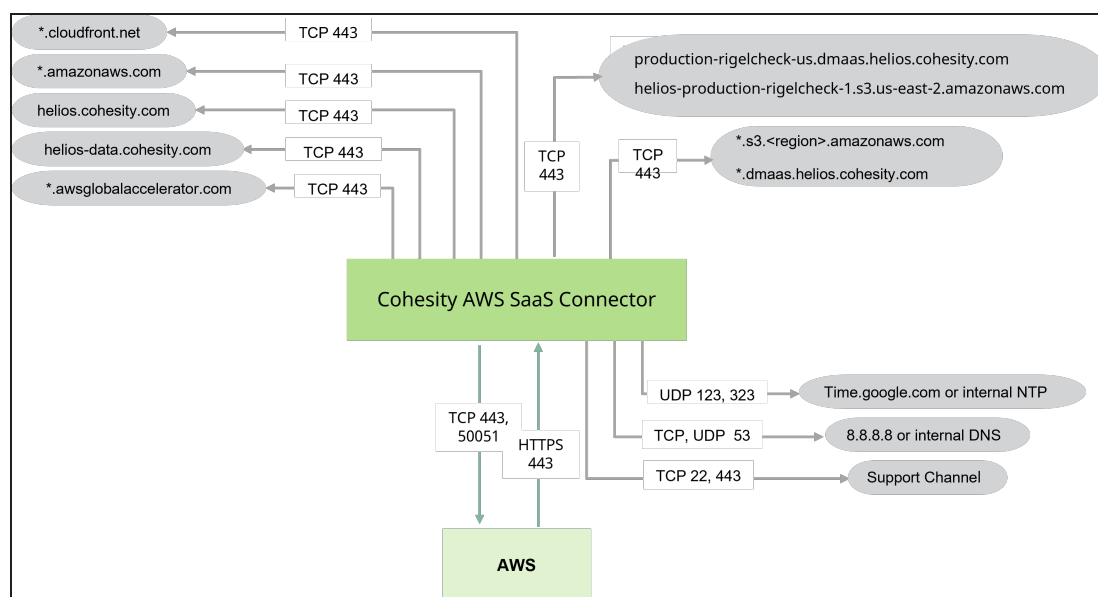 *.cloudfront.net
TCP 443
*.amazonaws.com
TCP 443
helios.cohesity.com
TCP 443
helios-data.cohesity.com
TCP 443
*.awsglobalaccelerator.com
TCP 443
production-rigelcheck-us.dmaas.helios.cohesity.com
helios-production-rigelcheck-1.s3.us-east-2.amazonaws.com
TCP
443
TCP
443
*.s3.<region>.amazonaws.com
*.dmaas.helios.cohesity.com
Cohesity AWS SaaS Connector
UDP 123, 323
Time.google.com or internal NTP
TCP, UDP  53
8.8.8.8 or internal DNS
TCP 22, 443
Support Channel
TCP 443,
50051
HTTPS
443
AWS